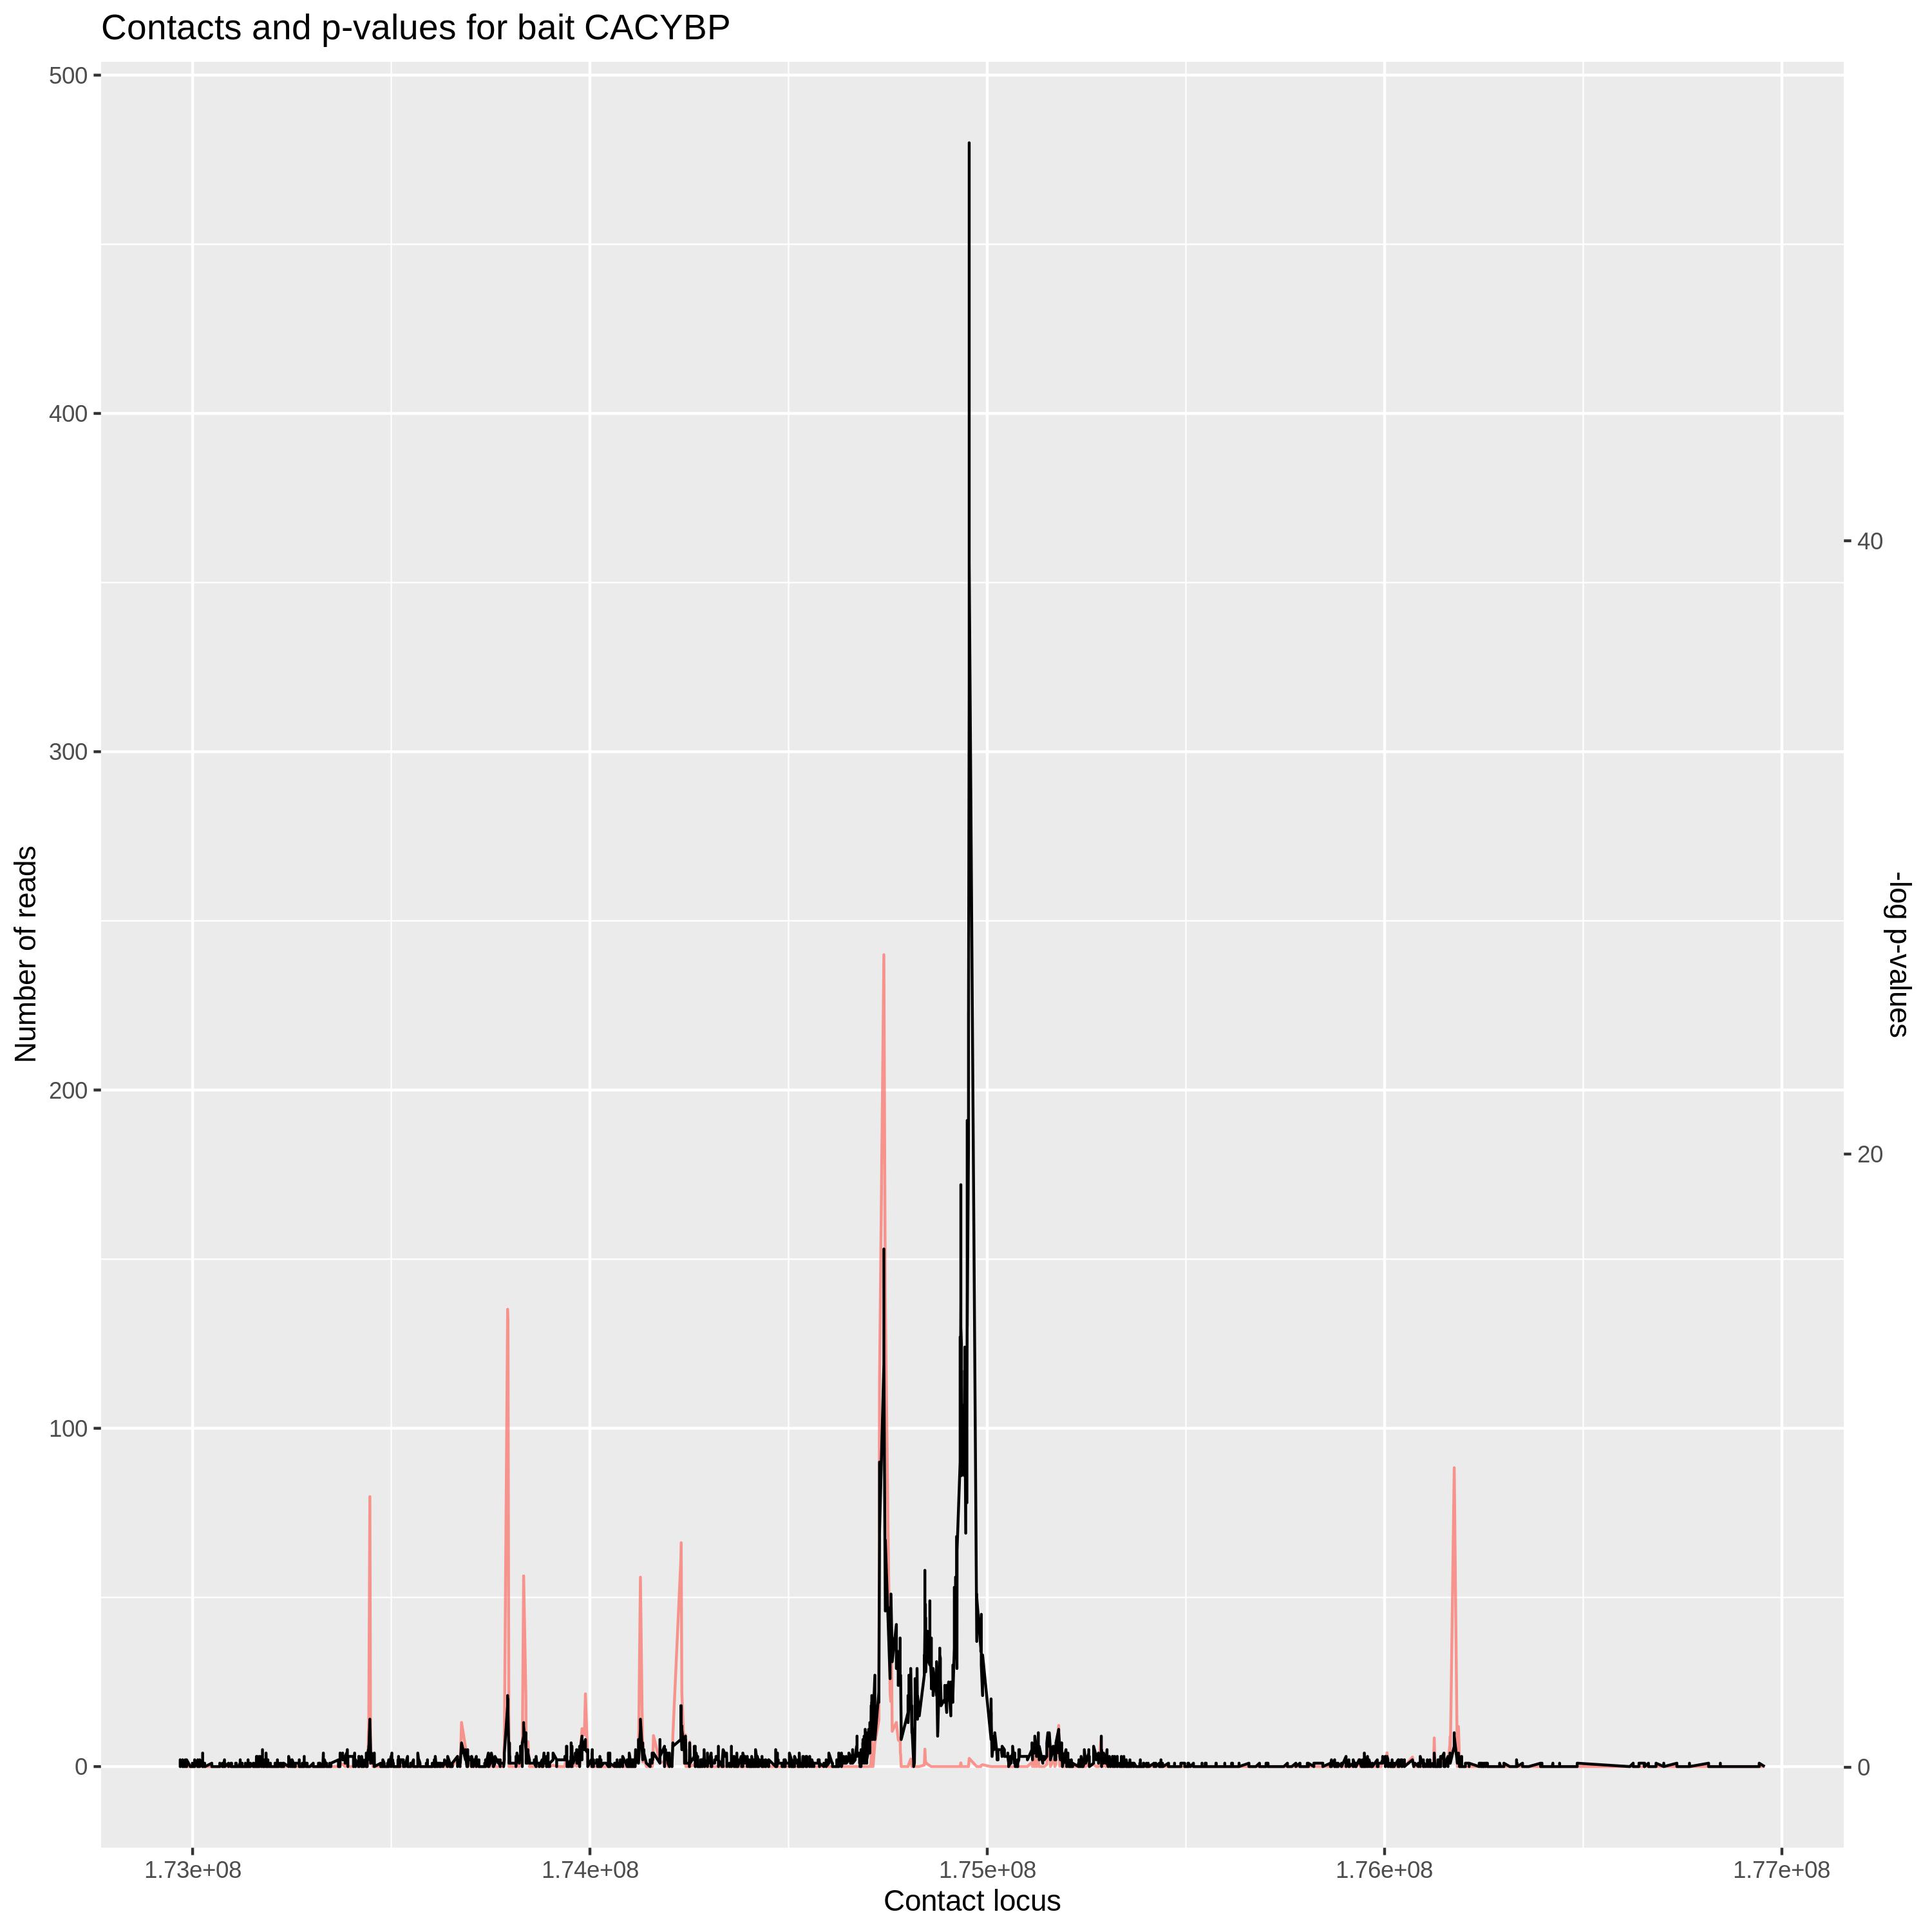 Contacts and p-values for bait CACYBP
500
400
300
200
100
0
Number of reads
40
20
0
-log p-values
1.73e+08
1.74e+08
1.75e+08
1.76e+08
1.77e+08
Contact locus